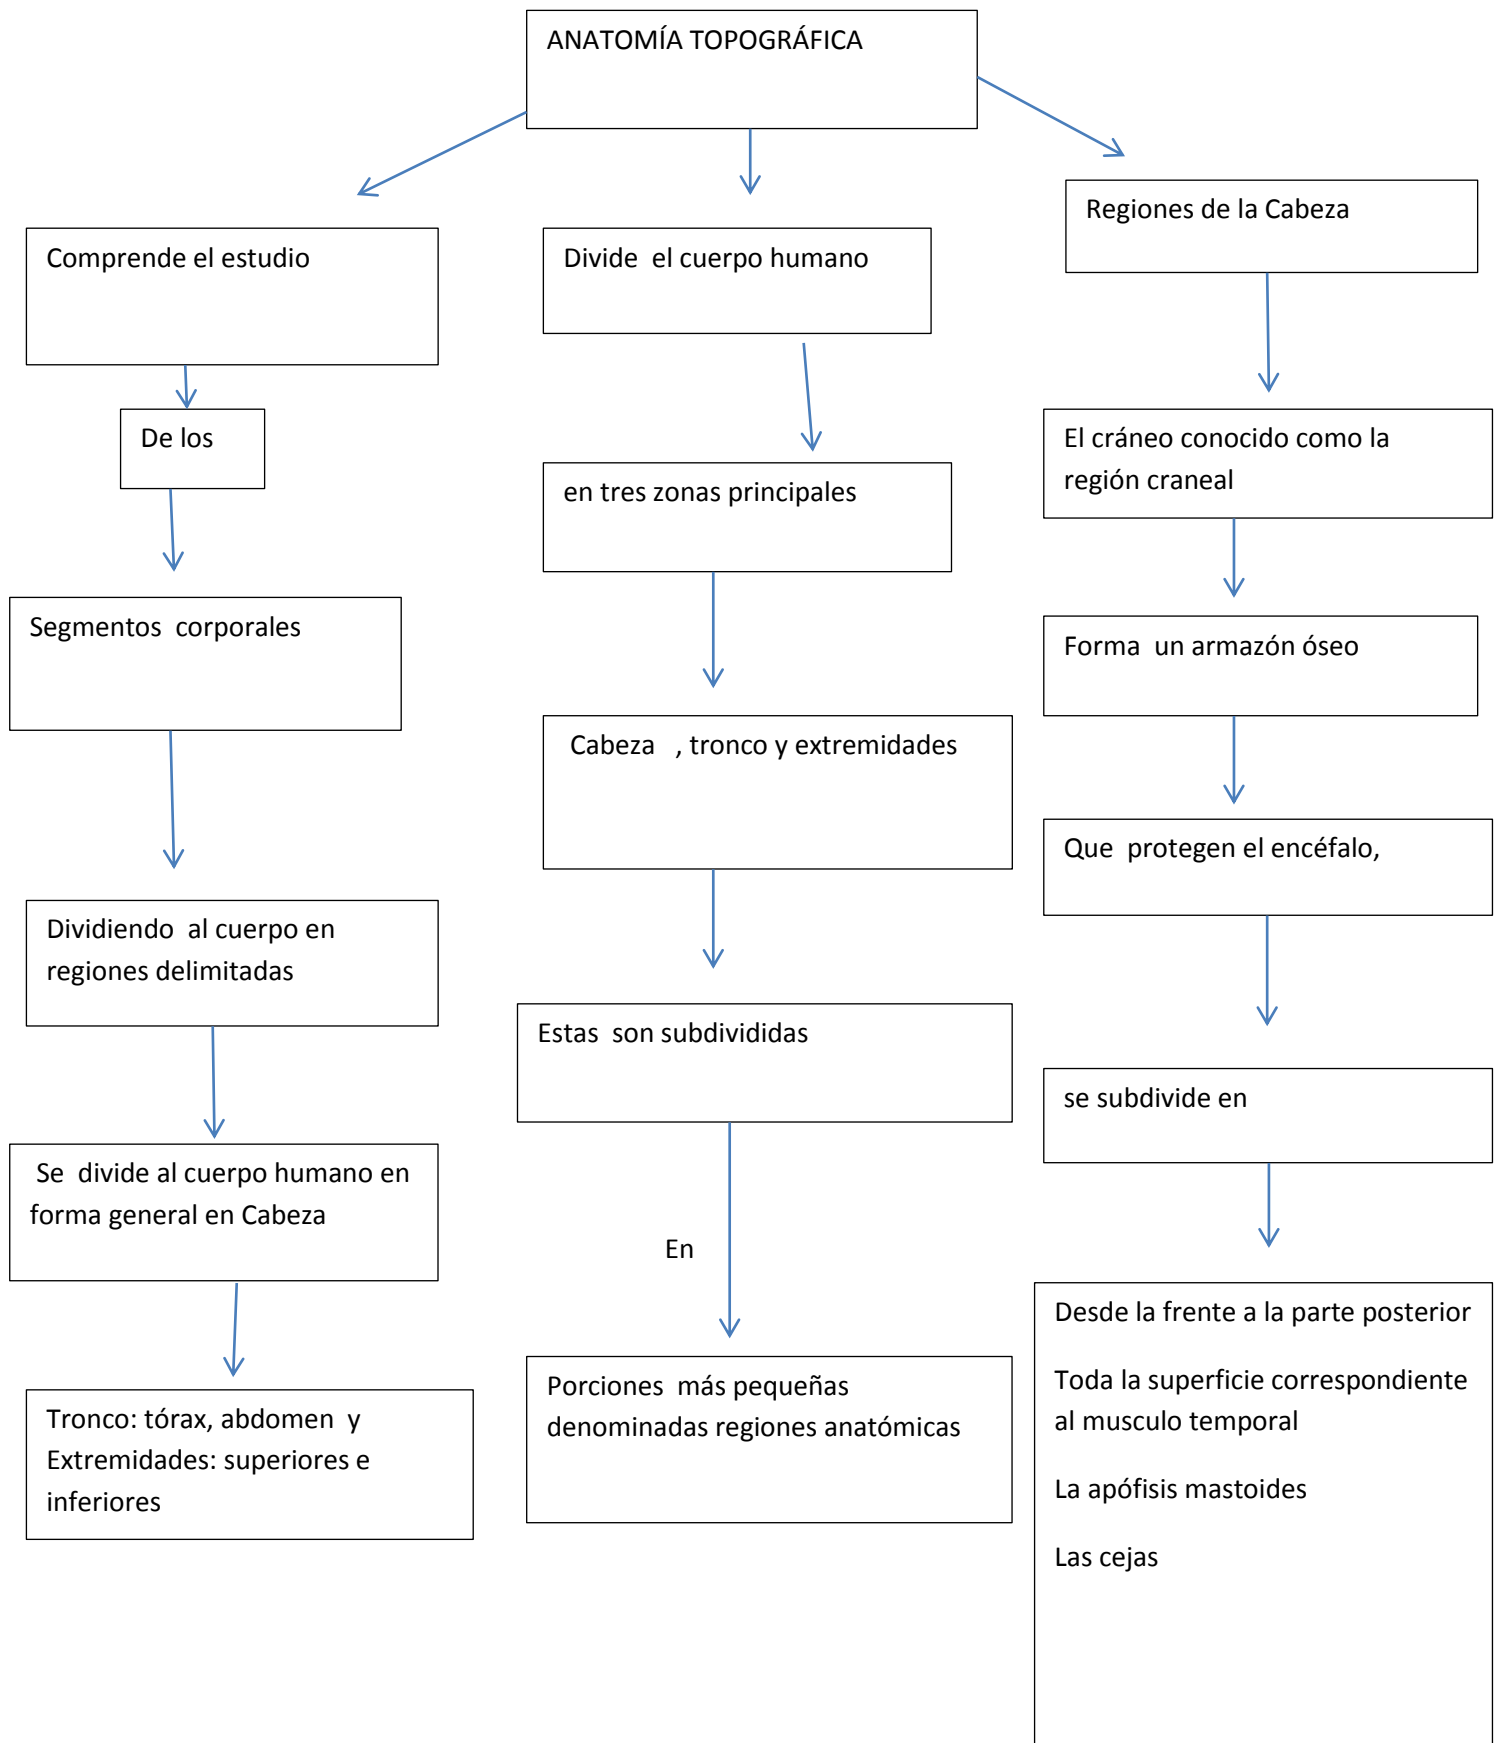 ANATOMÍA TOPOGRÁFICA
Comprende el estudio
De los
Segmentos corporales
Dividiendo al cuerpo en
regiones delimitadas
Se divide al cuerpo humano en
forma general en Cabeza
Tronco: tórax, abdomen y
Extremidades: superiores e
inferiores
Divide el cuerpo humano
en tres zonas principales
Cabeza , tronco y extremidades
Estas son subdivididas
En
Porciones más pequeñas
denominadas regiones anatómicas
Regiones de la Cabeza
El cráneo conocido como la
región craneal
Forma un armazón óseo
Que protegen el encéfalo,
se subdivide en
Desde la frente a la parte posterior
Toda la superficie correspondiente
al musculo temporal
La apófisis mastoides
Las cejas